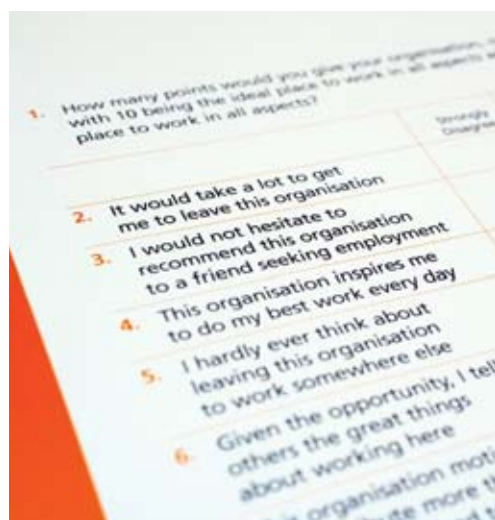 1. How many points would you give your organisation,
with 10 being the ideal place to work in all aspects
place to work in all aspects?
Strongly
Disagree
2. It would take a lot to get
me to leave this organisation
3. I would not hesitate to
recommend this organisation
to a friend seeking employment
4. This organisation inspires me
to do my best work every day
5. I hardly ever think about
leaving this organisation
to work somewhere else
6. Given the opportunity, I tell
others the great things
about working here
organisation
more